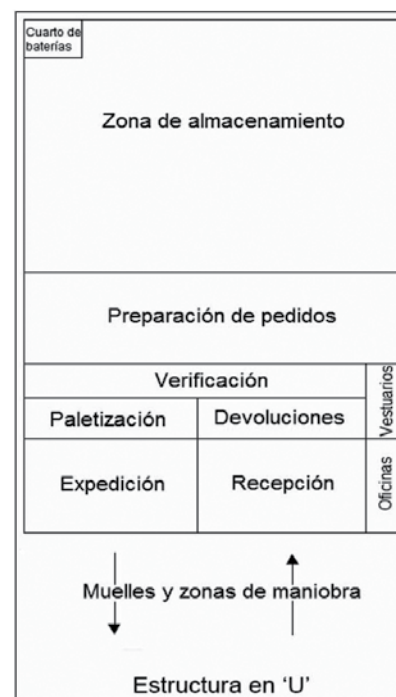 Cuarto de
baterías
Zona de almacenamiento
Preparación de pedidos
Verificación
Vestuarios
Paletización
Devoluciones
Expedición
Recepción
Oficinas
Muelles y zonas de maniobra
Estructura en ‘U’